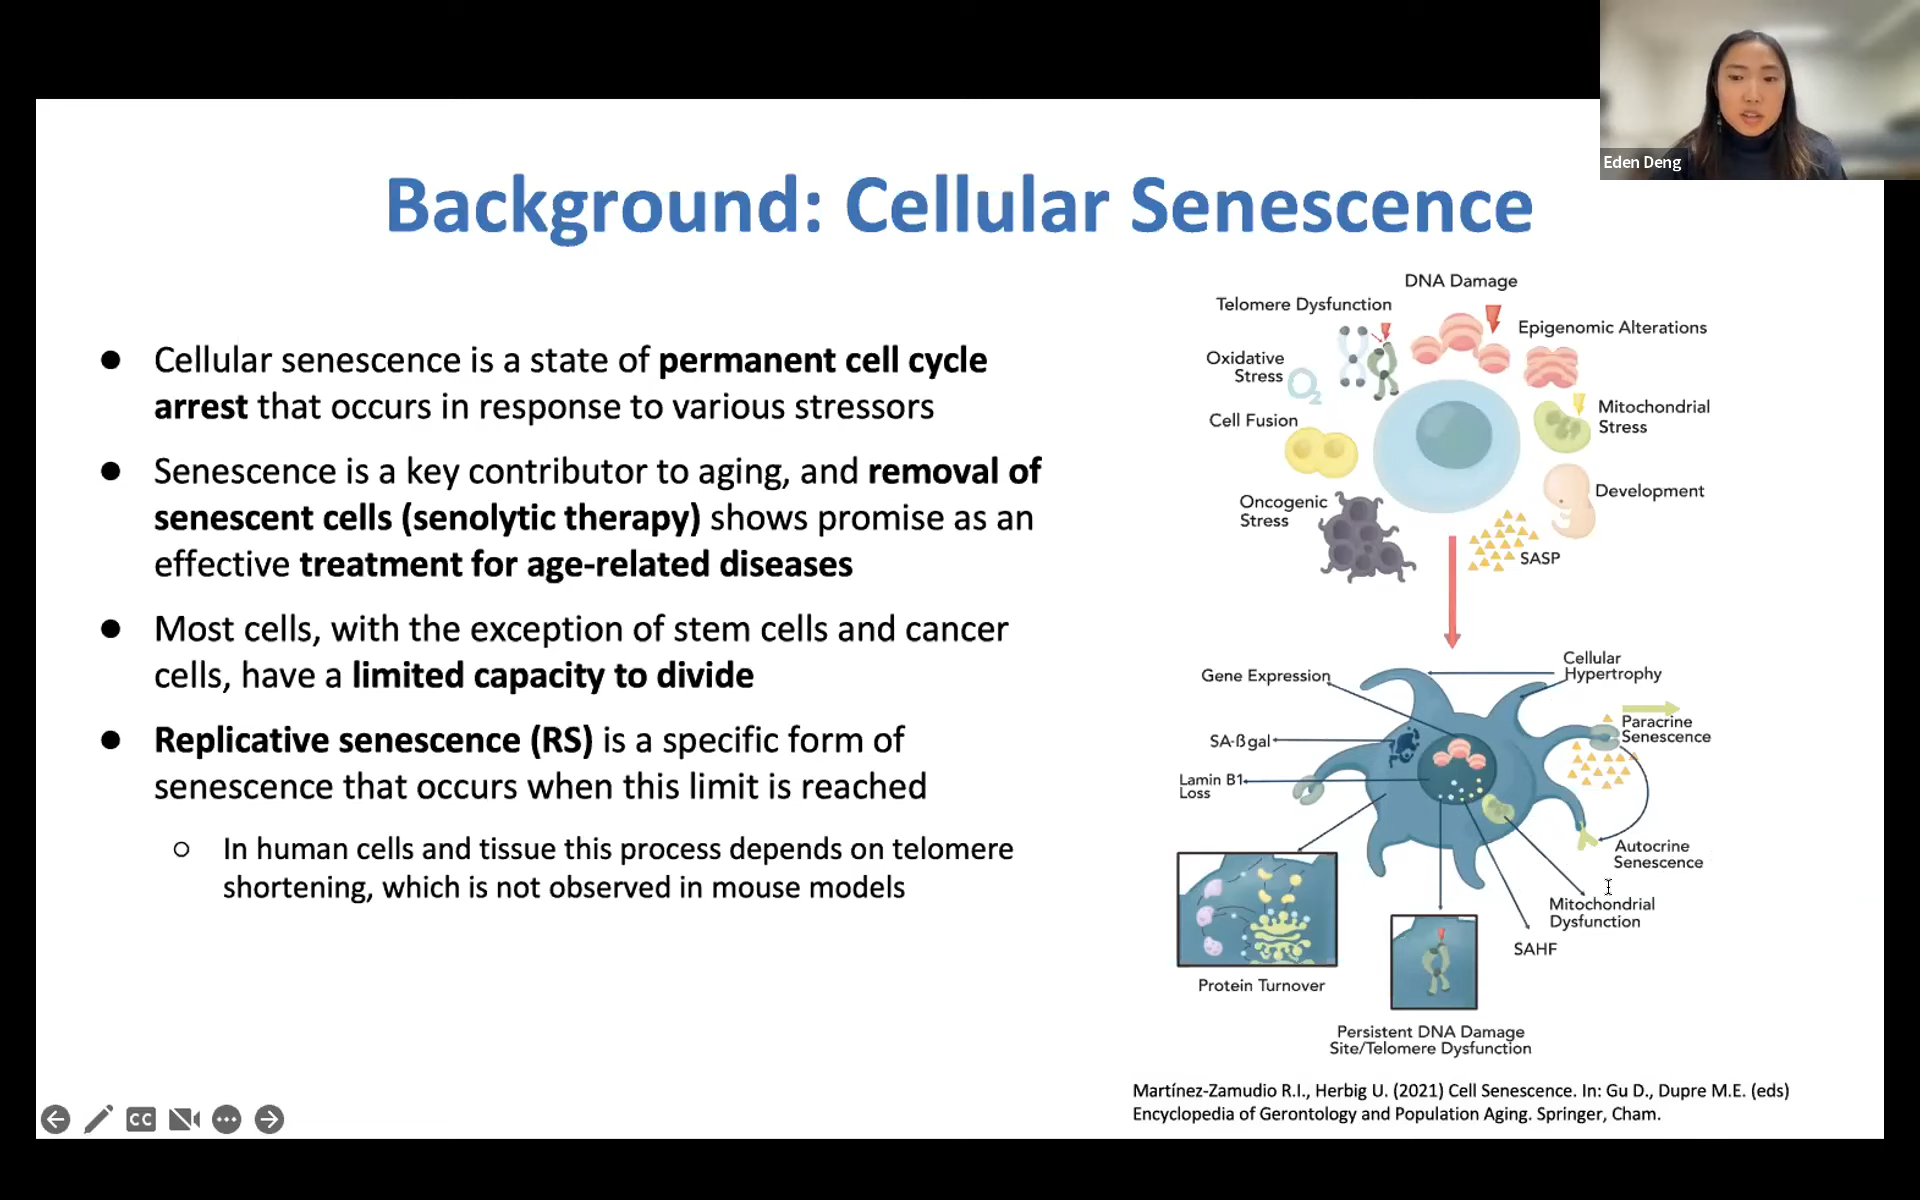 Eden Deng
Background: Cellular Senescence
● Cellular senescence is a state of permanent cell cycle
arrest that occurs in response to various stressors
● Senescence is a key contributor to aging, and removal of
senescent cells (senolytic therapy) shows promise as an
effective treatment for age-related diseases
● Most cells, with the exception of stem cells and cancer
cells, have a limited capacity to divide
● Replicative senescence (RS) is a specific form of
senescence that occurs when this limit is reached
○ In human cells and tissue this process depends on telomere
shortening, which is not observed in mouse models
DNA Damage
Telomere Dysfunction
Epigenomic Alterations
Oxidative
Stress
O2
Cell Fusion
Mitochondrial
Stress
Oncogenic
Stress
Development
SASP
Gene Expression
Cellular
Hypertrophy
SA-ßgal
Paracrine
Senescence
Lamin B1
Loss
Autocrine
Senescence
Mitochondrial
Dysfunction
SAHF
Protein Turnover
Persistent DNA Damage
Site/Telomere Dysfunction
Martínez-Zamudio R.I., Herbig U. (2021) Cell Senescence. In: Gu D., Dupre M.E. (eds)
Encyclopedia of Gerontology and Population Aging. Springer, Cham.
CC